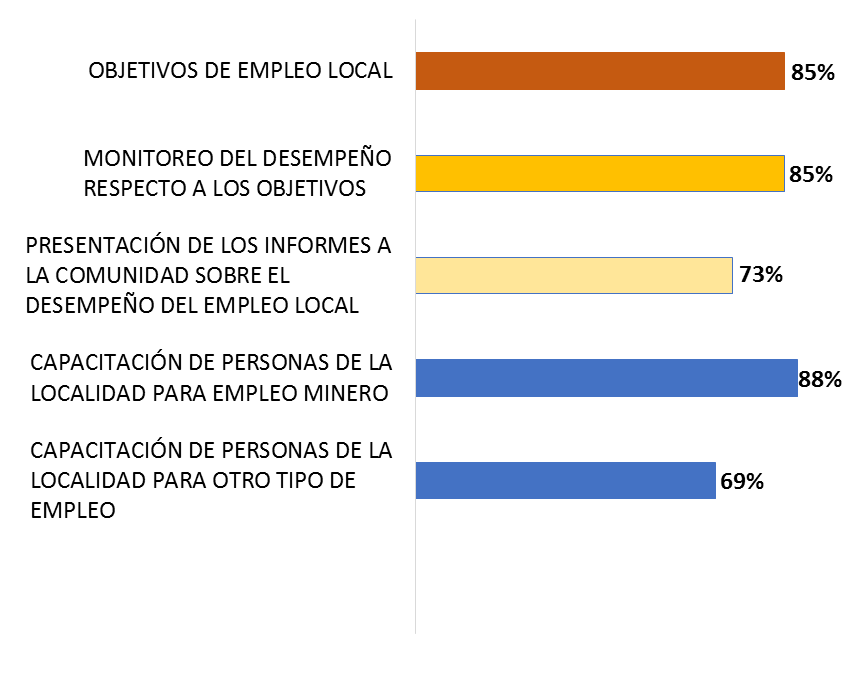 OBJETIVOS DE EMPLEO LOCAL
85%
MONITOREO DEL DESEMPEÑO
RESPECTO A LOS OBJETIVOS
85%
PRESENTACIÓN DE LOS INFORMES A
LA COMUNIDAD SOBRE EL
DESEMPEÑO DEL EMPLEO LOCAL
73%
CAPACITACIÓN DE PERSONAS DE LA
LOCALIDAD PARA EMPLEO MINERO
88%
CAPACITACIÓN DE PERSONAS DE LA
LOCALIDAD PARA OTRO TIPO DE
EMPLEO
69%